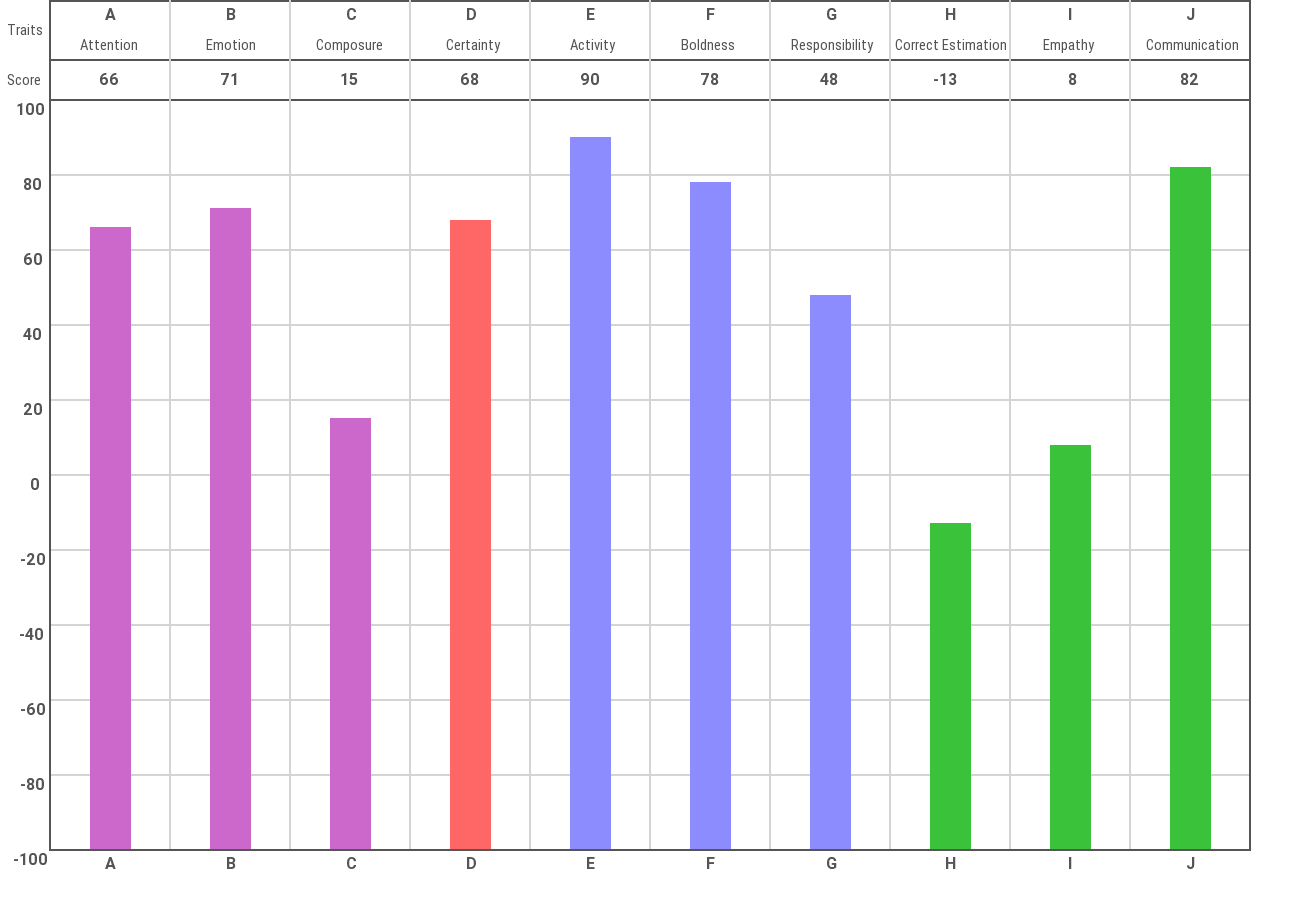 Traits
A B C D E F G H I J
Attention Emotion Composure Certainty Activity Boldness Responsibility Correct Estimation Empathy Communication
Score 66 71 15 68 90 78 48 -13 8 82
100
80
60
40
20
0
-20
-40
-60
-80
-100
A B C D E F G H I J